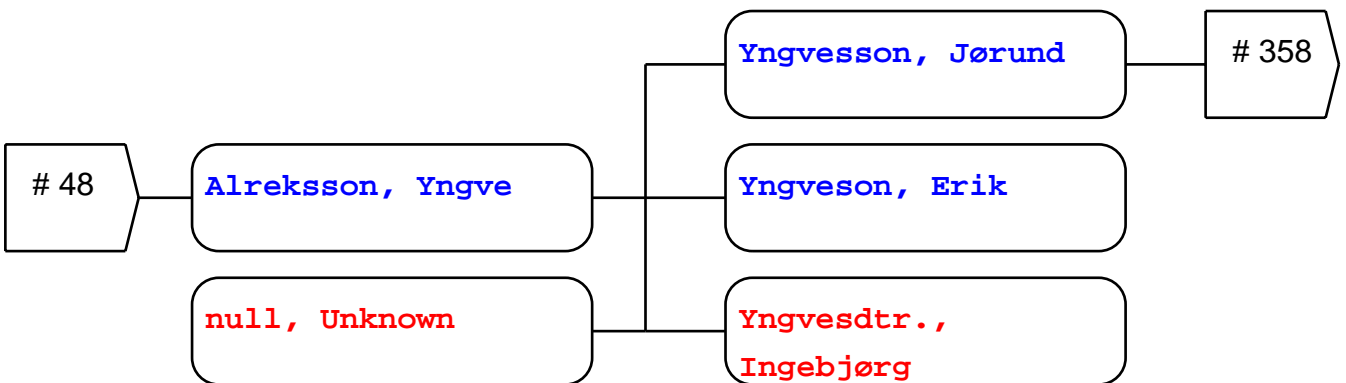 Yngvesson, Jørund
# 358
# 48
Alreksson, Yngve
Yngveson, Erik
null, Unknown
Yngvesdtr.,
Ingebjørg